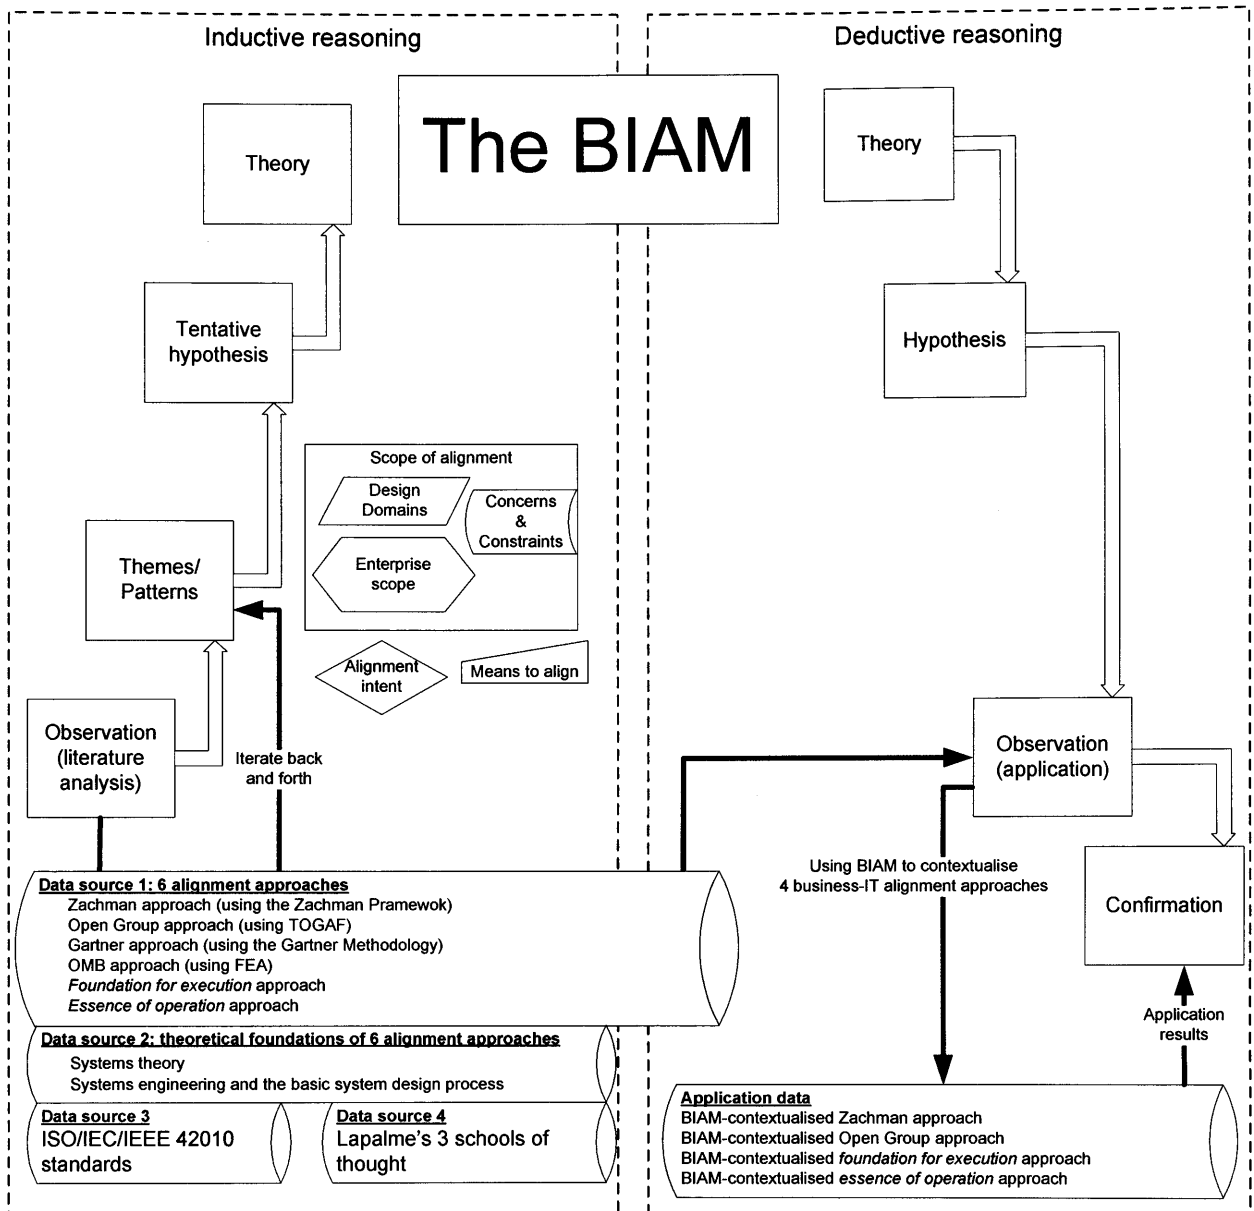 Inductive reasoning
Deductive reasoning
The BIAM
Theory
Theory
Tentative
hypothesis
Hypothesis
Scope of alignment
Design
Domains
Concerns
&
Constraints
Enterprise
scope
Themes/
Patterns
Alignment
intent
Means to align
Observation
(literature
analysis)
Iterate back
and forth
Observation
(application)
Using BIAM to contextualise
4 business-IT alignment approaches
Confirmation
Application
results
Data source 1: 6 alignment approaches
Zachman approach (using the Zachman Pramewok)
Open Group approach (using TOGAF)
Gartner approach (using the Gartner Methodology)
OMB approach (using FEA)
Foundation for execution approach
Essence of operation approach
Data source 2: theoretical foundations of 6 alignment approaches
Systems theory
Systems engineering and the basic system design process
Data source 3
ISO/IEC/IEEE 42010
standards
Data source 4
Lapalme's 3 schools of
thought
Application data
BIAM-contextualised Zachman approach
BIAM-contextualised Open Group approach
BIAM-contextualised foundation for execution approach
BIAM-contextualised essence of operation approach